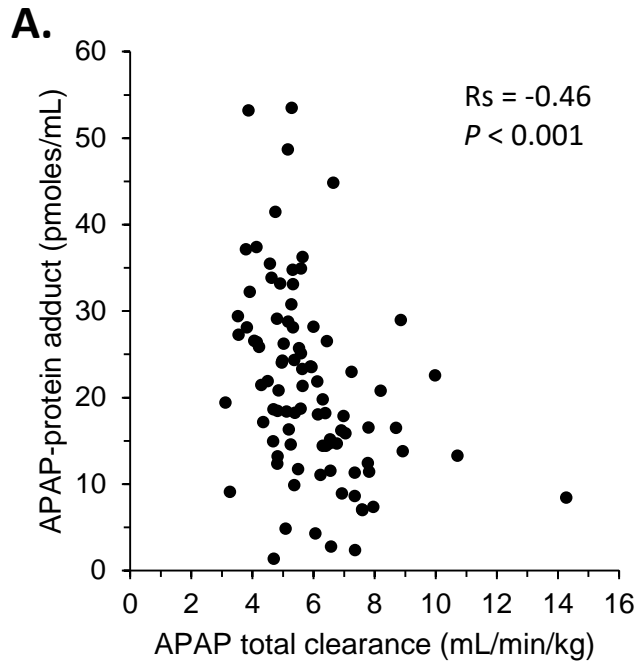 A.
60
50
40
30
20
10
0
APAP-protein adduct (pmoles/mL)
Rs = -0.46
P < 0.001
0 2 4 6 8 10 12 14 16
APAP total clearance (mL/min/kg)